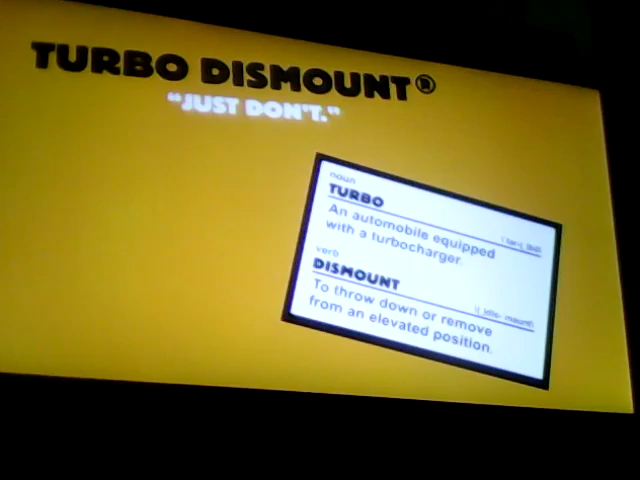 TURBO DISMOUNT®
"JUST DON'T."
noun
TURBO
An automobile equipped
with a turbocharger.
verb
DISMOUNT
To throw down or remove
from an elevated position.